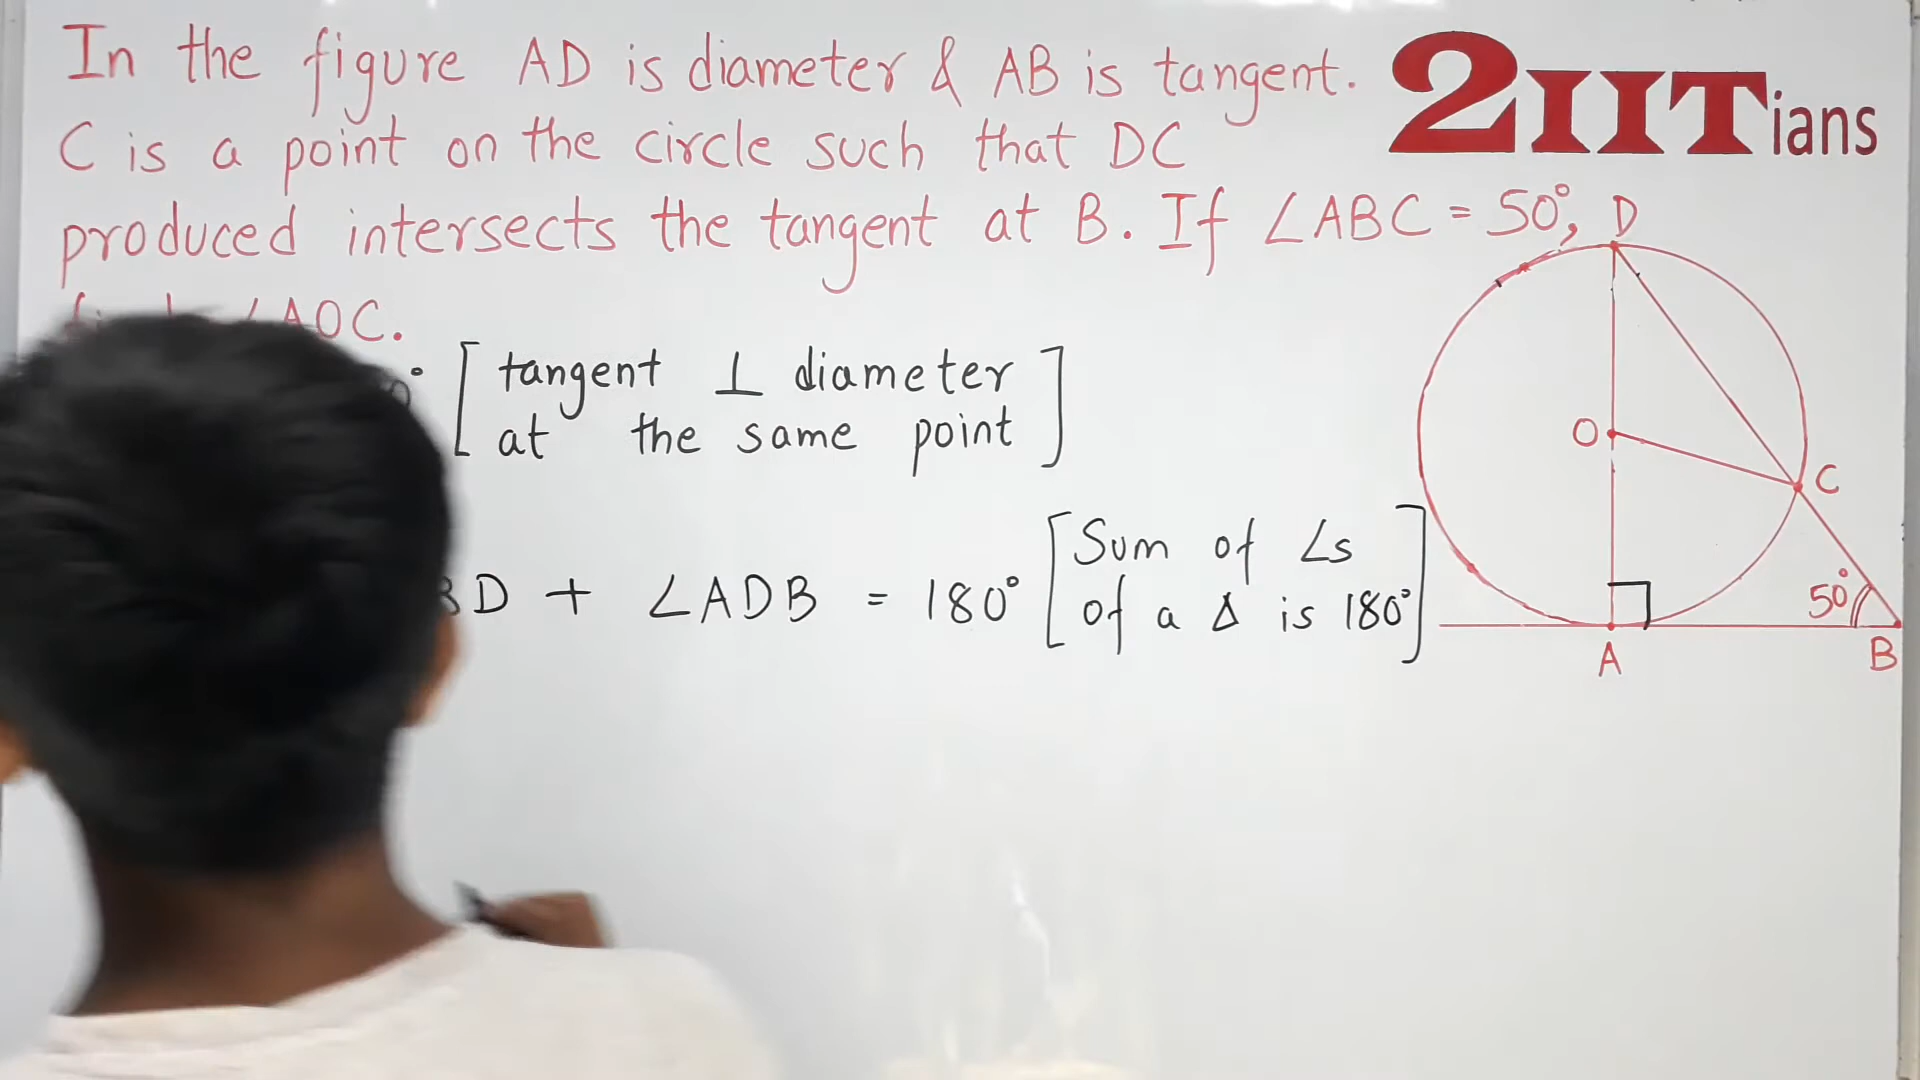 In the figure AD is diameter & AB is tangent.
2IITians
C is a point on the circle such that DC
produced intersects the tangent at B. If ∠ABC = 50°,
∠AOC.
[tangent ⊥ diameter
at the same point]
BD + ∠ADB = 180° [Sum of ∠s
of a Δ is 180°]
D
O
C
50°
A
B